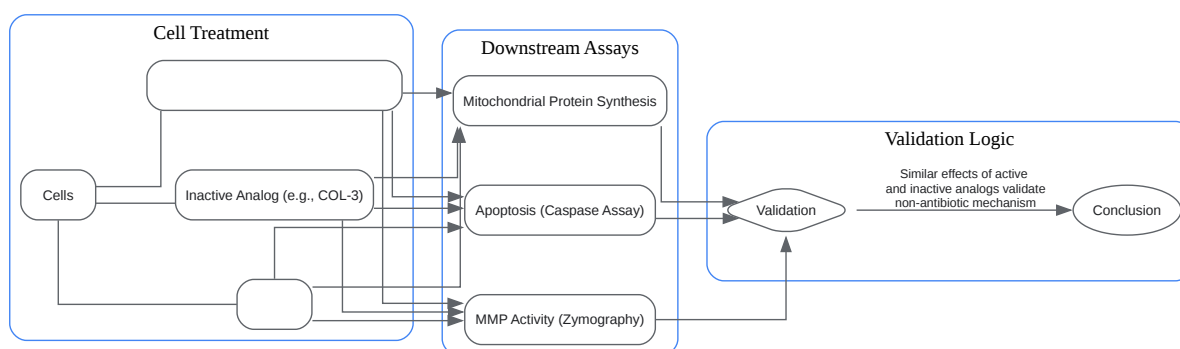 Cell Treatment
Cells
Inactive Analog (e.g., COL-3)
Downstream Assays
Mitochondrial Protein Synthesis
Apoptosis (Caspase Assay)
MMP Activity (Zymography)
Validation Logic
Validation
Similar effects of active
and inactive analogs validate
non-antibiotic mechanism
Conclusion